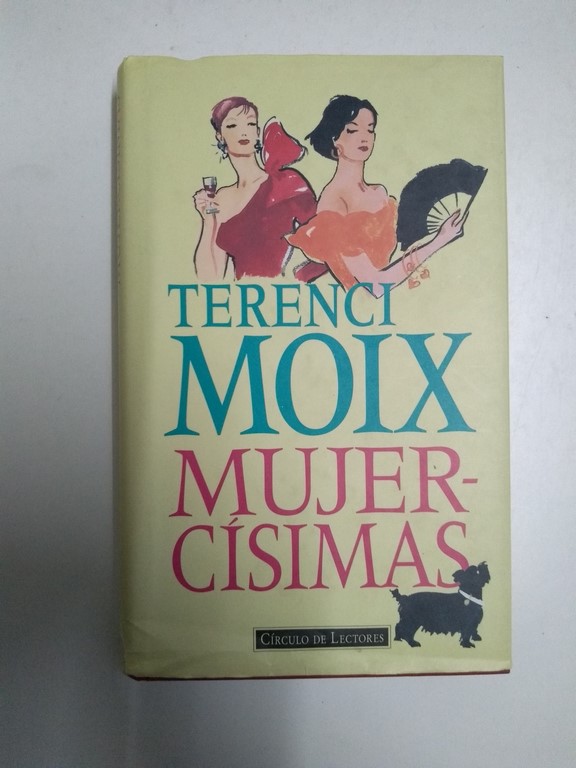 TERENCI
MOIX
MUJER-
CÍSIMAS
CÍRCULO DE LECTORES